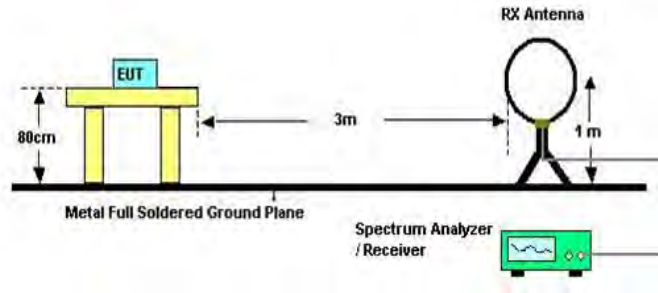 RX Antenna
EUT
80cm
3m
1 m
Metal Full Soldered Ground Plane
Spectrum Analyzer
/ Receiver